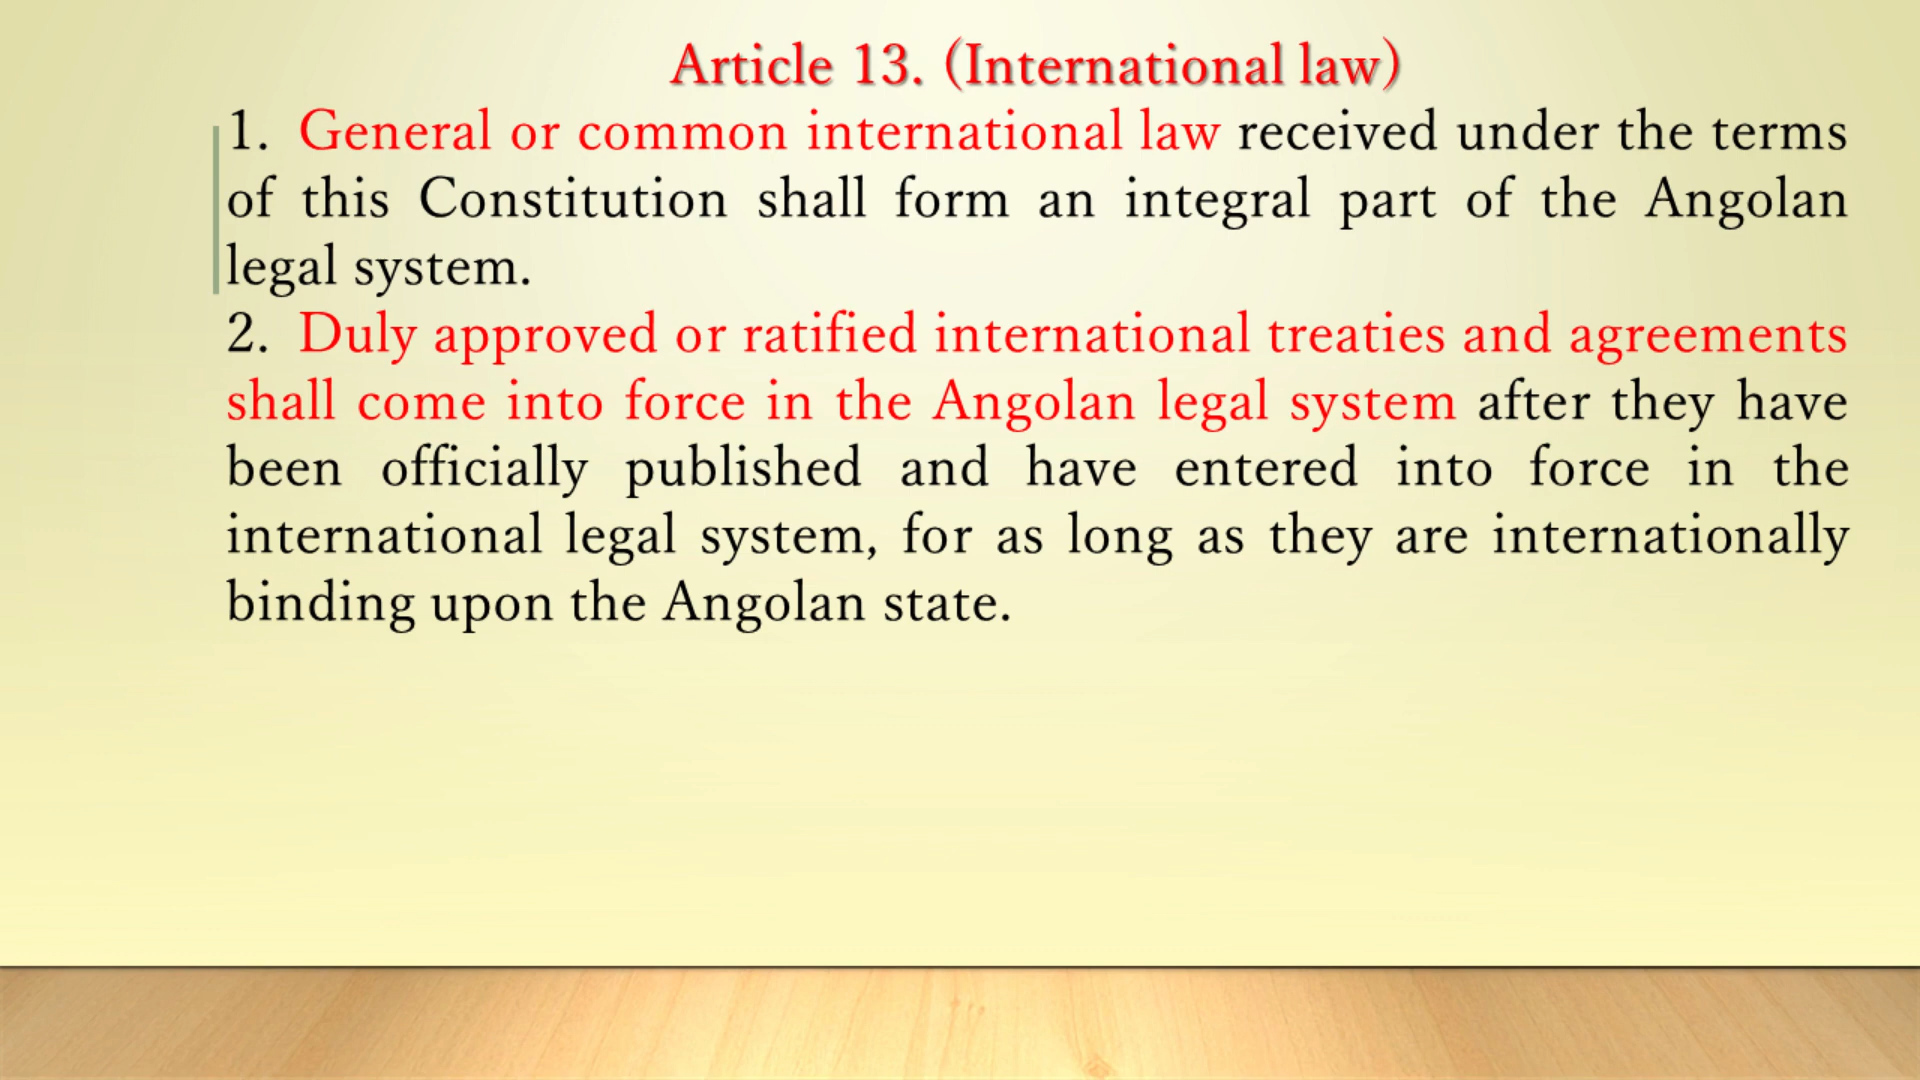 Article 13. (International law)
1. General or common international law received under the terms
of this Constitution shall form an integral part of the Angolan
legal system.
2. Duly approved or ratified international treaties and agreements
shall come into force in the Angolan legal system after they have
been officially published and have entered into force in the
international legal system, for as long as they are internationally
binding upon the Angolan state.